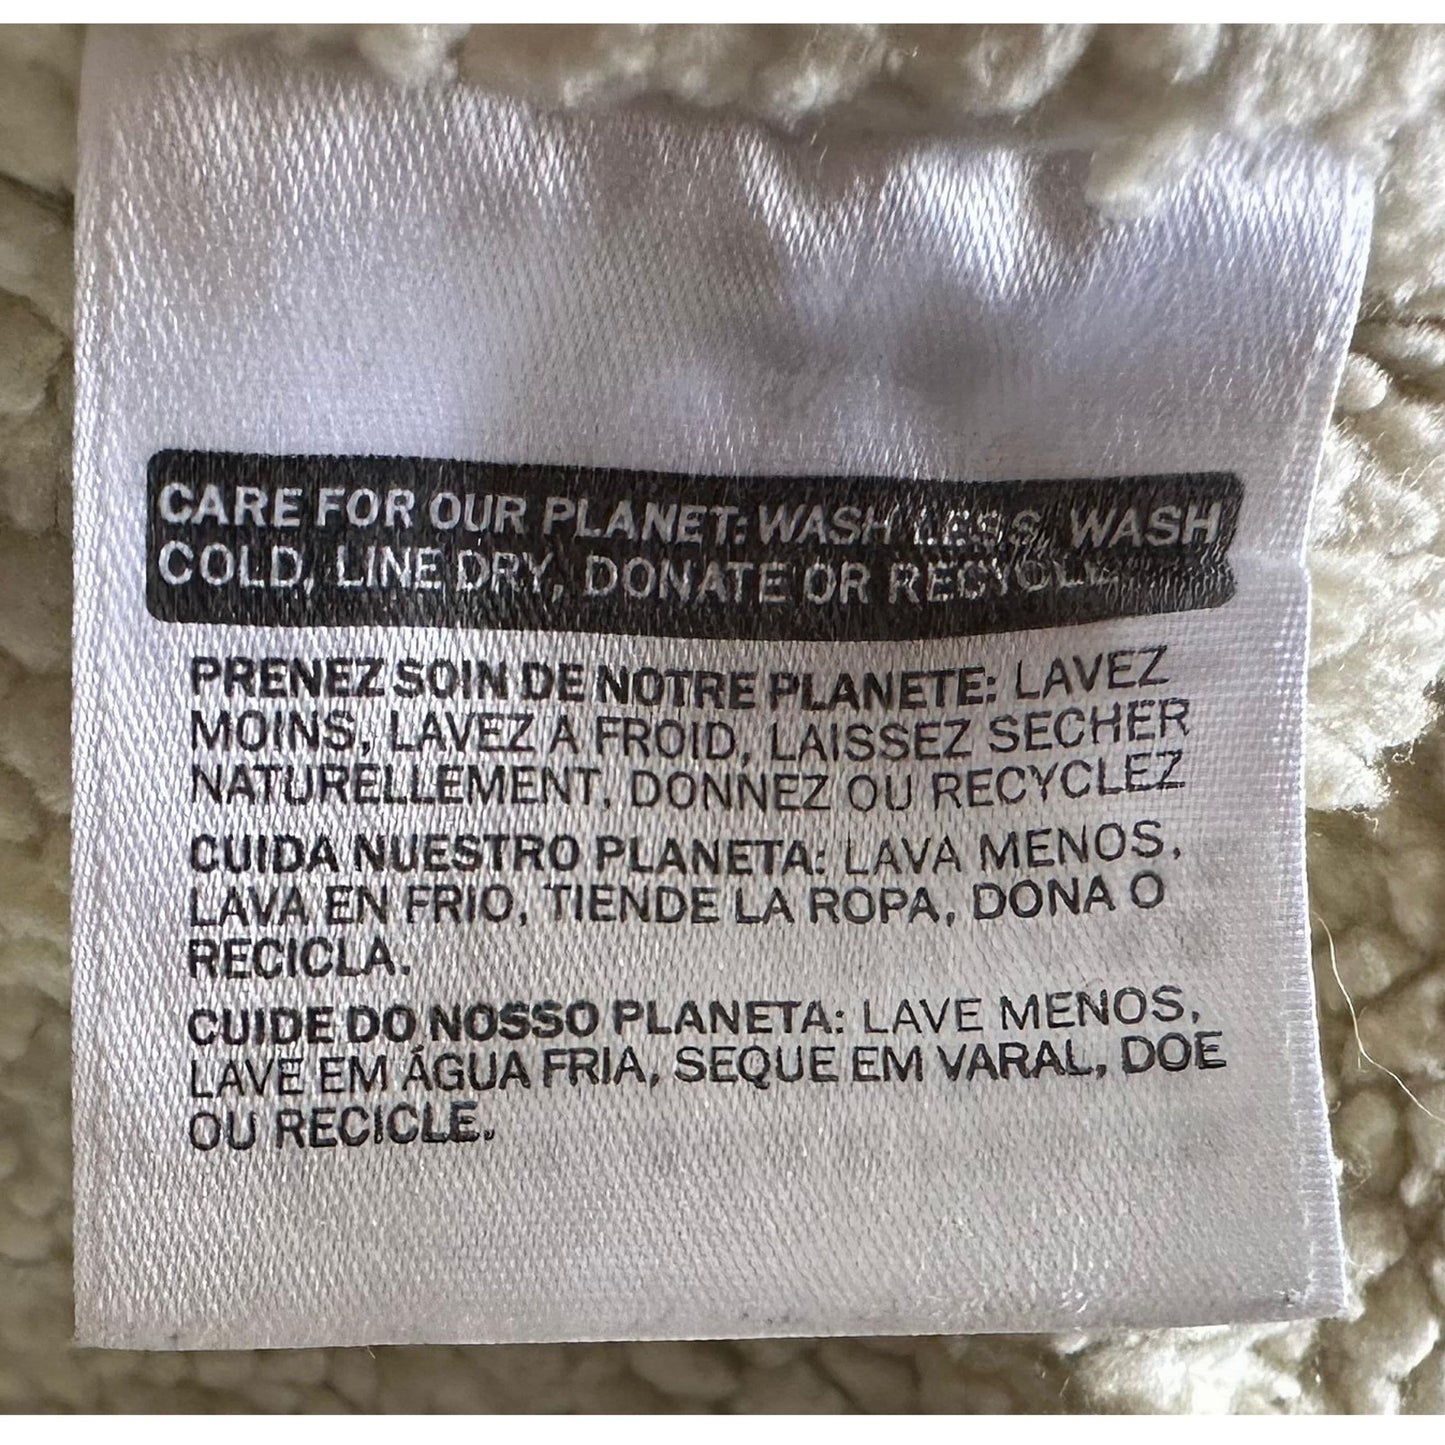 CARE FOR OUR PLANET: WASH LESS, WASH
COLD, LINE DRY, DONATE OR RECYCLE.
PRENEZ SOIN DE NOTRE PLANETE: LAVEZ
MOINS, LAVEZ A FROID, LAISSEZ SECHER
NATURELLEMENT, DONNEZ OU RECYCLEZ
CUIDA NUESTRO PLANETA: LAVA MENOS,
LAVA EN FRIO, TIENDE LA ROPA, DONA O
RECICLA.
CUIDE DO NOSSO PLANETA: LAVE MENOS,
LAVE EM ÁGUA FRIA, SEQUE EM VARAL, DOE
OU RECICLE.